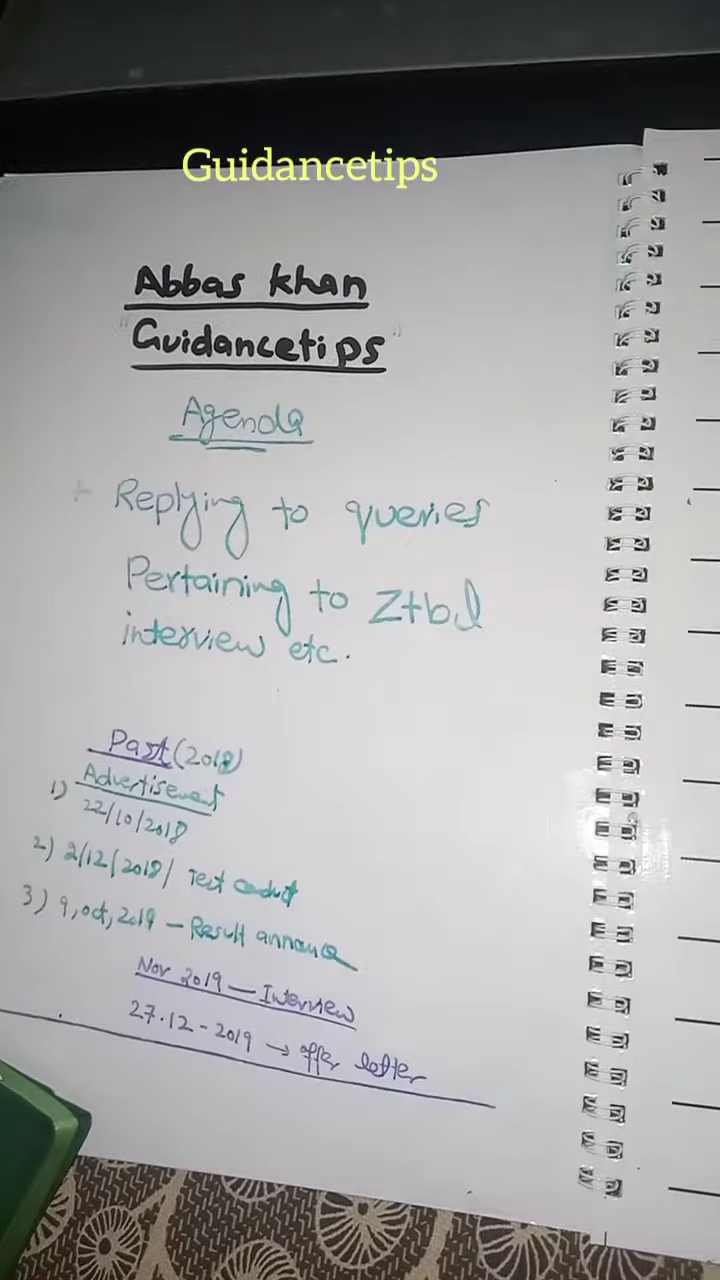 Guidancetips
Abbas khan
"Guidancetips"
Agenda
Replying to queries
Pertaining to Ztbl
interview etc.
Past (2018)
1) Advertisement
22/10/2018
2) 2/12/2018/ Test conduct
3) 9, oct, 2019 - Result announce
Nov 2019 - Interview
27.12-2019 → offer letter